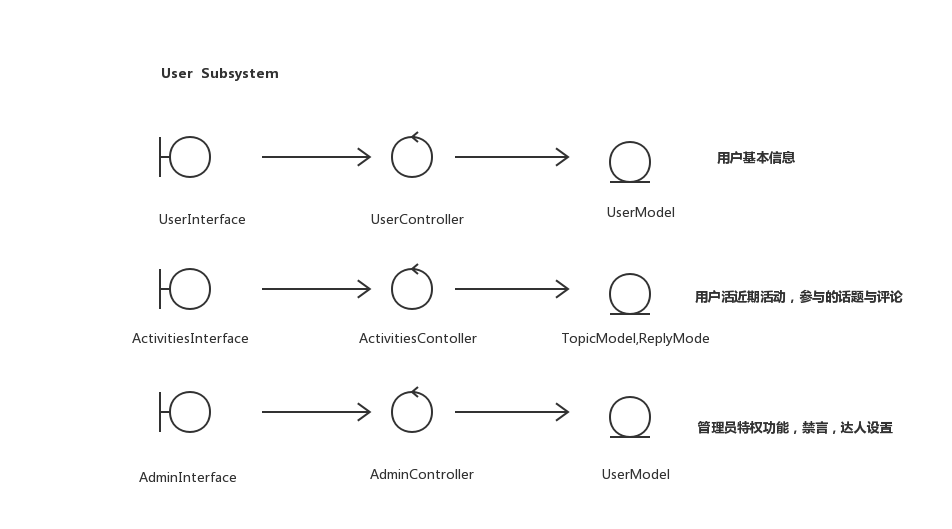 User Subsystem
用户基本信息
UserInterface
UserController
UserModel
用户活近期活动，参与的话题与评论
ActivitiesInterface
ActivitiesContoller
TopicModel,ReplyMode
管理员特权功能，禁言，达人设置
AdminInterface
AdminController
UserModel